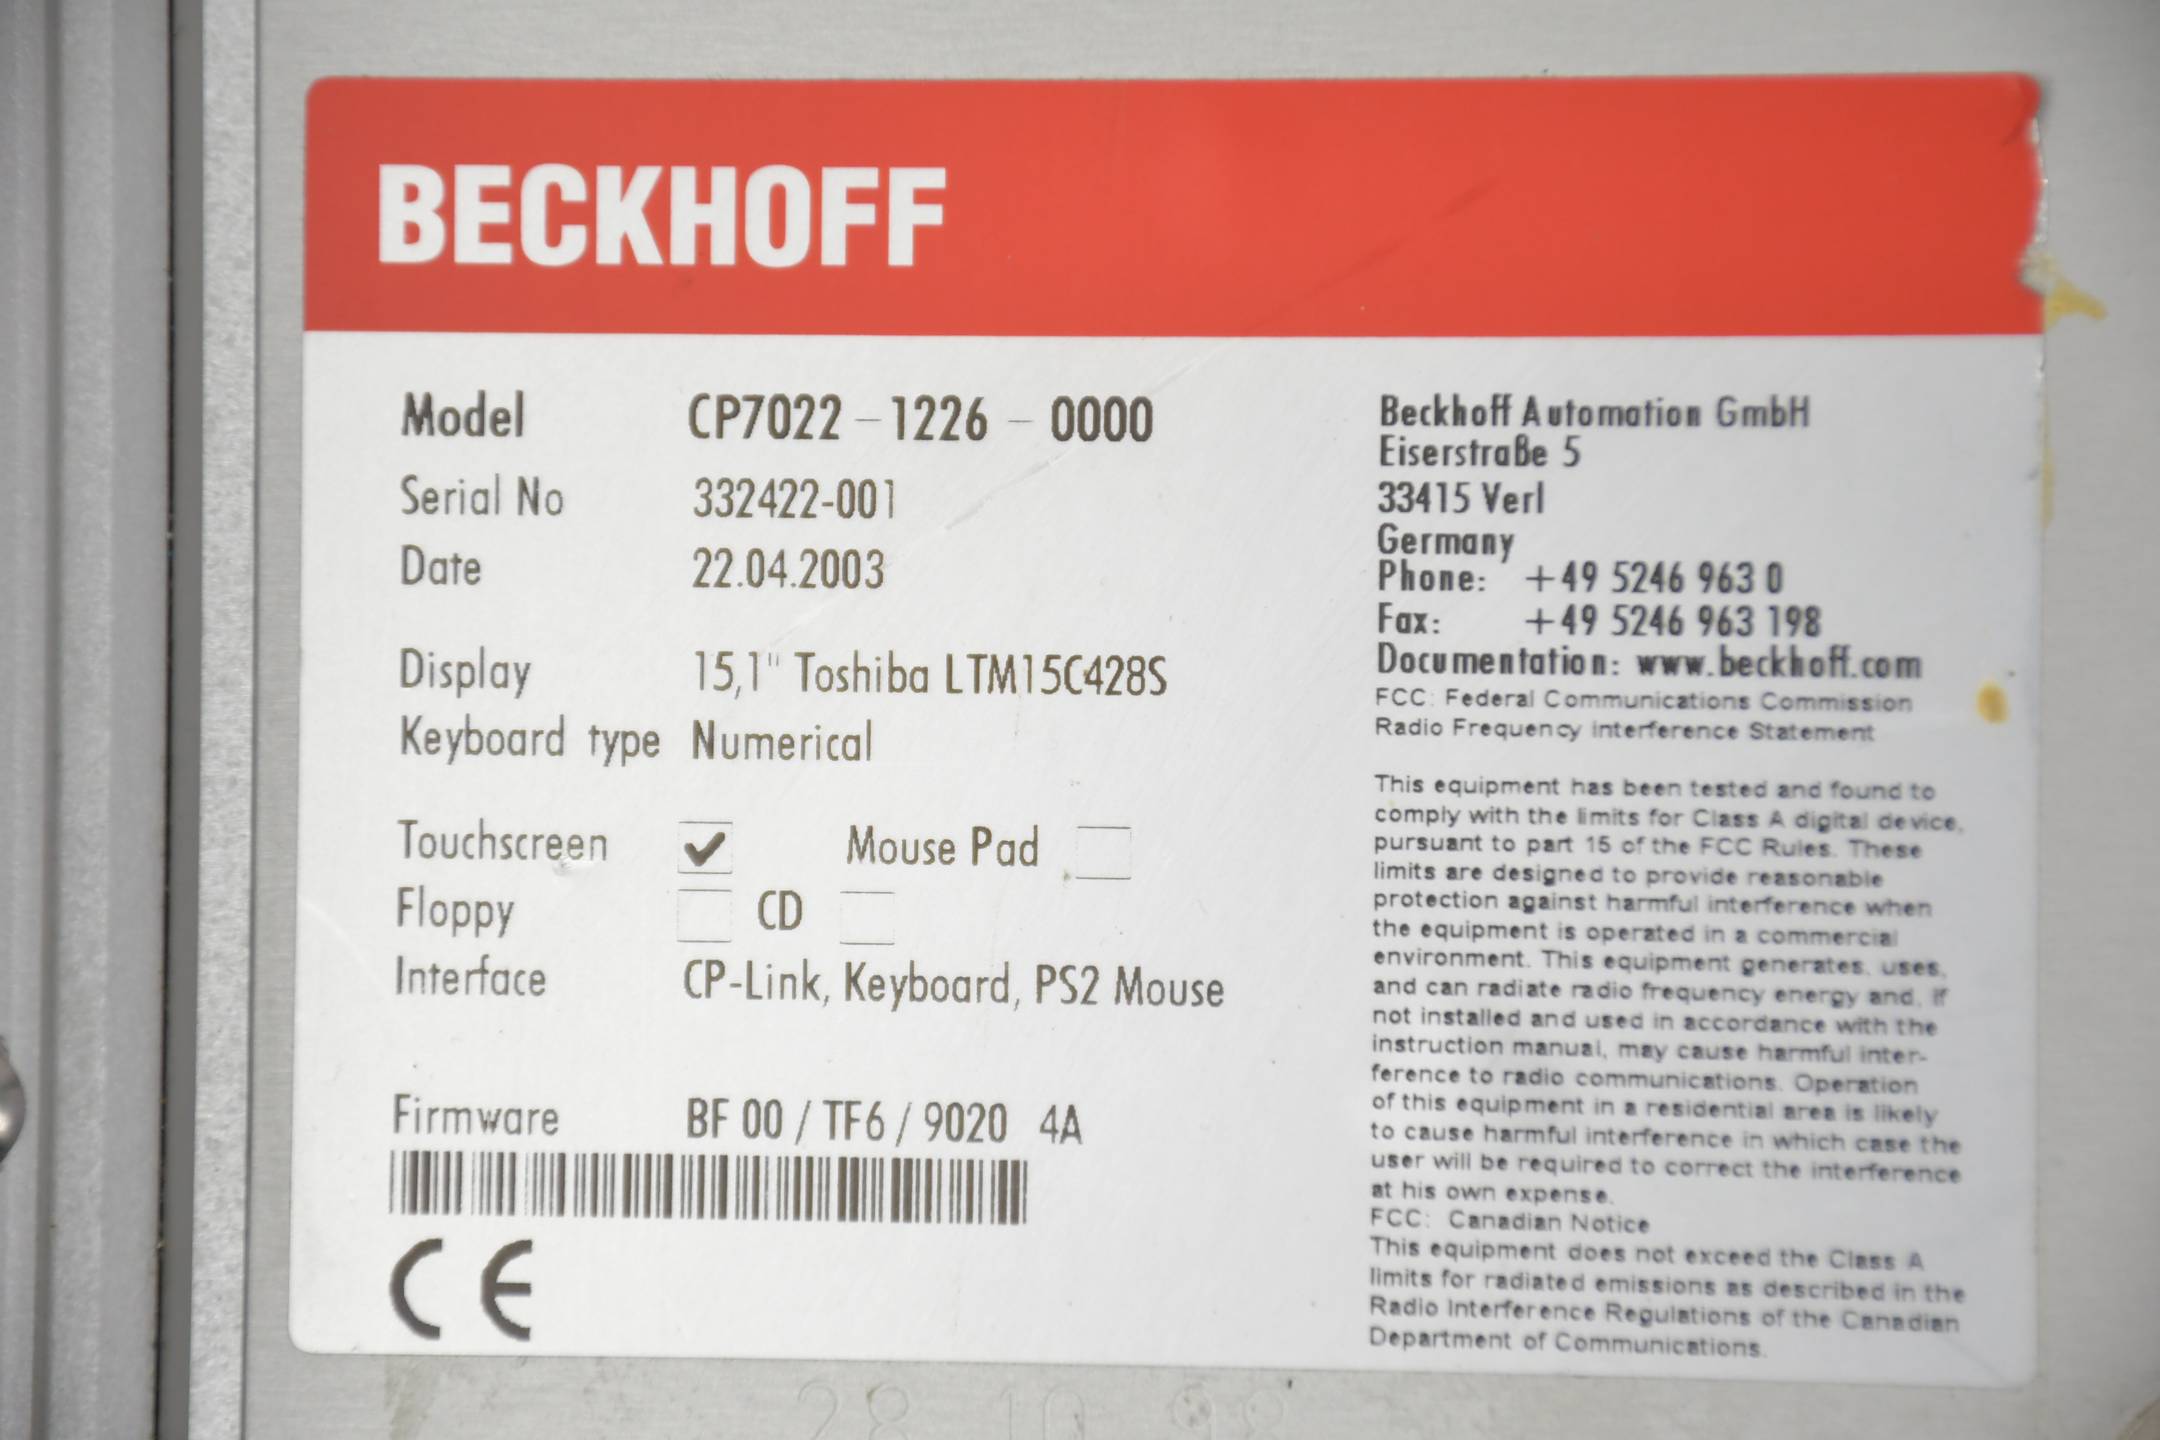 BECKHOFF
Model CP7022 - 1226 - 0000
Serial No 332422-001
Date 22.04.2003
Display 15,1" Toshiba LTM15C428S
Keyboard type Numerical
Touchscreen ✓ Mouse Pad
Floppy CD
Interface CP-Link, Keyboard, PS2 Mouse
Firmware BF 00 / TF6 / 9020 4A
CE
Beckhoff Automation GmbH
Eiserstraße 5
33415 Verl
Germany
Phone: +49 5246 963 0
Fax: +49 5246 963 198
Documentation: www.beckhoff.com
FCC: Federal Communications Commission
Radio Frequency Interference Statement
This equipment has been tested and found to
comply with the limits for Class A digital device,
pursuant to part 15 of the FCC Rules. These
limits are designed to provide reasonable
protection against harmful interference when
the equipment is operated in a commercial
environment. This equipment generates, uses,
and can radiate radio frequency energy and, if
not installed and used in accordance with the
instruction manual, may cause harmful inter-
ference to radio communications. Operation
of this equipment in a residential area is likely
to cause harmful interference in which case the
user will be required to correct the interference
at his own expense.
FCC: Canadian Notice
This equipment does not exceed the Class A
limits for radiated emissions as described in the
Radio Interference Regulations of the Canadian
Department of Communications.
28 10 98